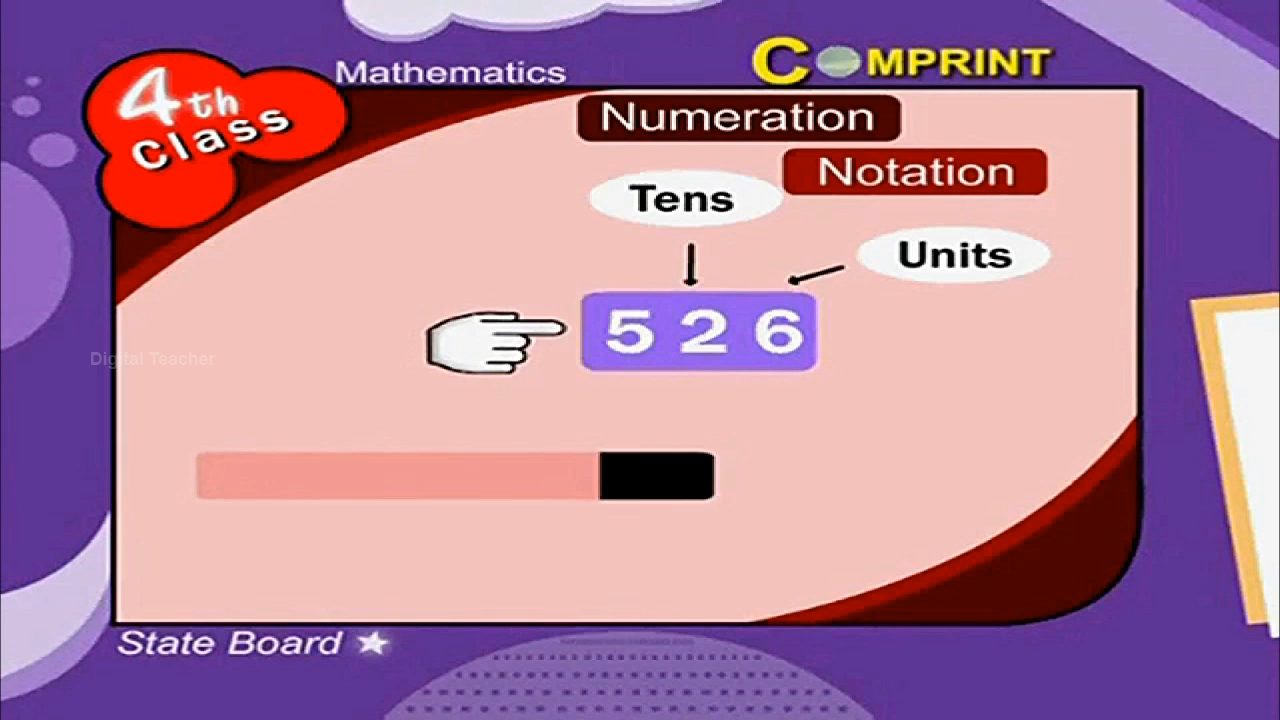 4th
Class
Mathematics
COMPRINT
Numeration
Notation
Tens
Units
5 2 6
Digital Teacher
State Board